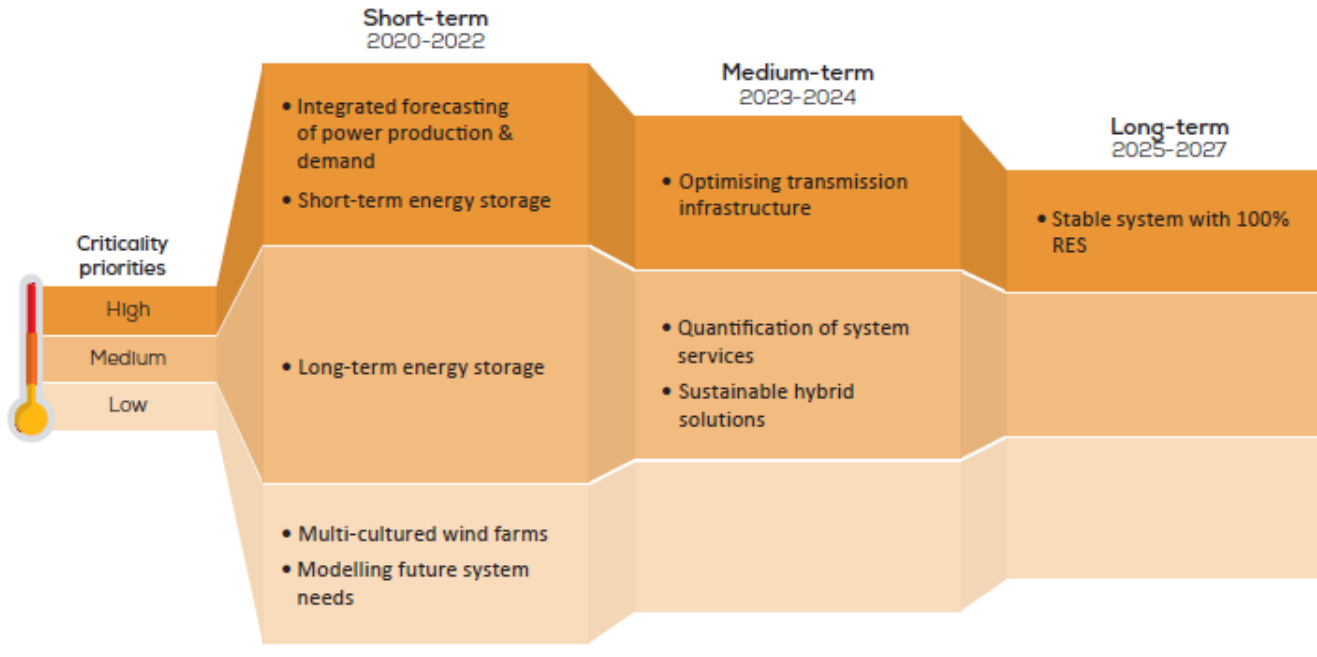 Short-term
2020-2022
Medium-term
2023-2024
Long-term
2025-2027
Criticality
priorities
High
Medium
Low
• Integrated forecasting
of power production &
demand
• Short-term energy storage
• Long-term energy storage
• Multi-cultured wind farms
• Modelling future system
needs
• Optimising transmission
infrastructure
• Quantification of system
services
• Sustainable hybrid
solutions
• Stable system with 100%
RES